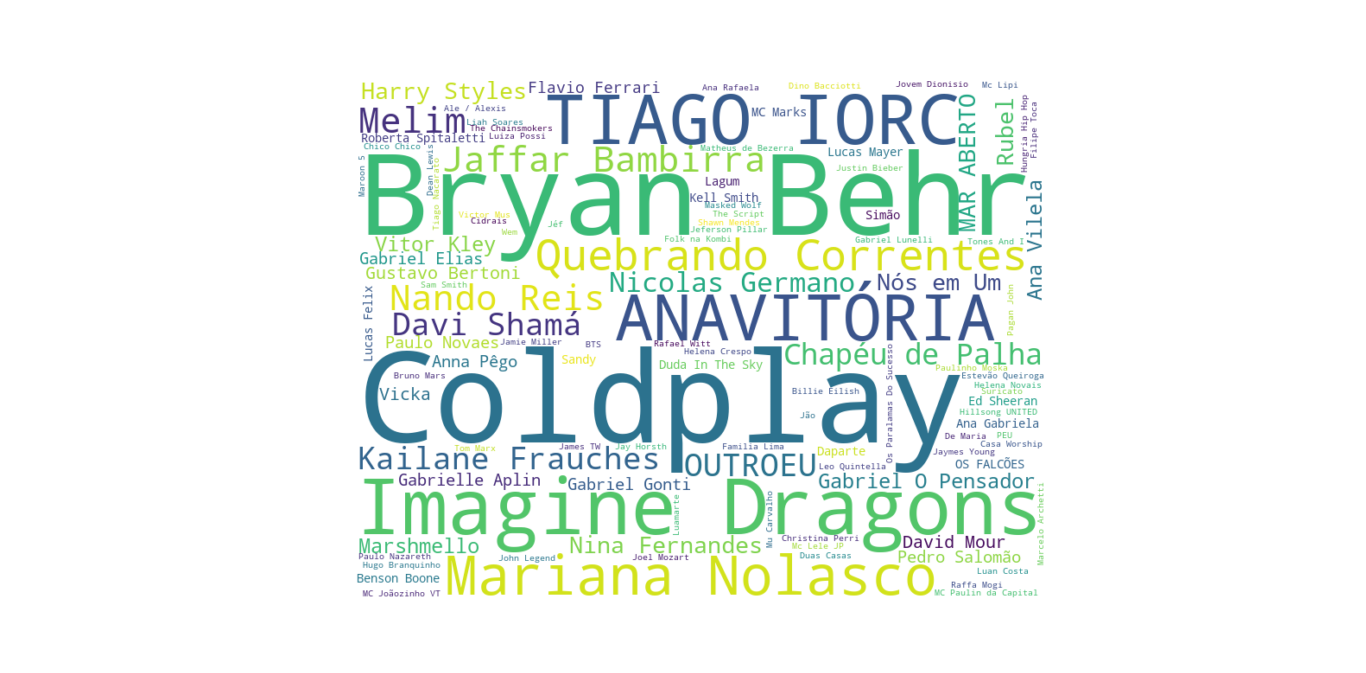 Harry Styles
Flavio Ferrari
Ana Rafaela
Dino Bacciotti
Jovem Dionisio
Mc Lipi
Melim
Ale / Alexis
Liah Soares
The Chainsmokers
Roberta Spitaletti
Luiza Possi
TIAGO IORC
MC Marks
MAR ABERTO
Rubel
Hungria Hip Hop
Filipe Toca
Chico Chico
Maroon 5
Dean Lewis
Tiago Nacarato
Jaffar Bambirra
Matheus de Bezerra
Lucas Mayer
Justin Bieber
Bryan Behr
Lagum
Kell Smith
Masked Wolf
The Script
Shawn Mendes
Jeferson Pillar
Simão
Victor Mus
Cidrais
Wem
Jéf
Folk na Kombi
Gabriel Lunelli
Tones And I
Ana Vilela
Vitor Kley
Gabriel Elias
Quebrando Correntes
Gustavo Bertoni
Sam Smith
Nicolas Germano
Nós em Um
Lucas Felix
Nando Reis
ANAVITÓRIA
Pagan John
Davi Shamá
Paulo Novaes
Jamie Miller
BTS
Rafael Witt
Helena Crespo
Chapéu de Palha
Anna Pêgo
Sandy
Duda In The Sky
Os Paralamas Do Sucesso
Paulinho Moska
Estevão Queiroga
Bruno Mars
Helena Novais
Suricato
Vicka
Coldplay
Billie Eilish
Ed Sheeran
Jão
Hillsong UNITED
Ana Gabriela
De Maria
PEU
Casa Worship
Tom Marx
James TW
Jay Horsth
Familia Lima
Daparte
Jaymes Young
Kailane Frauches
OUTROEU
Leo Quintella
OS FALCÕES
Gabrielle Aplin
Gabriel Gonti
Gabriel O Pensador
Imagine Dragons
Luamarte
Mu Carvalho
Marcelo Archetti
Marshmello
Nina Fernandes
Christina Perri
Mc Lele JP
David Mour
Paulo Nazareth
John Legend
Joel Mozart
Duas Casas
Pedro Salomão
Hugo Branquinho
Benson Boone
Mariana Nolasco
Luan Costa
Raffa Mogi
MC Joãozinho VT
MC Paulin da Capital